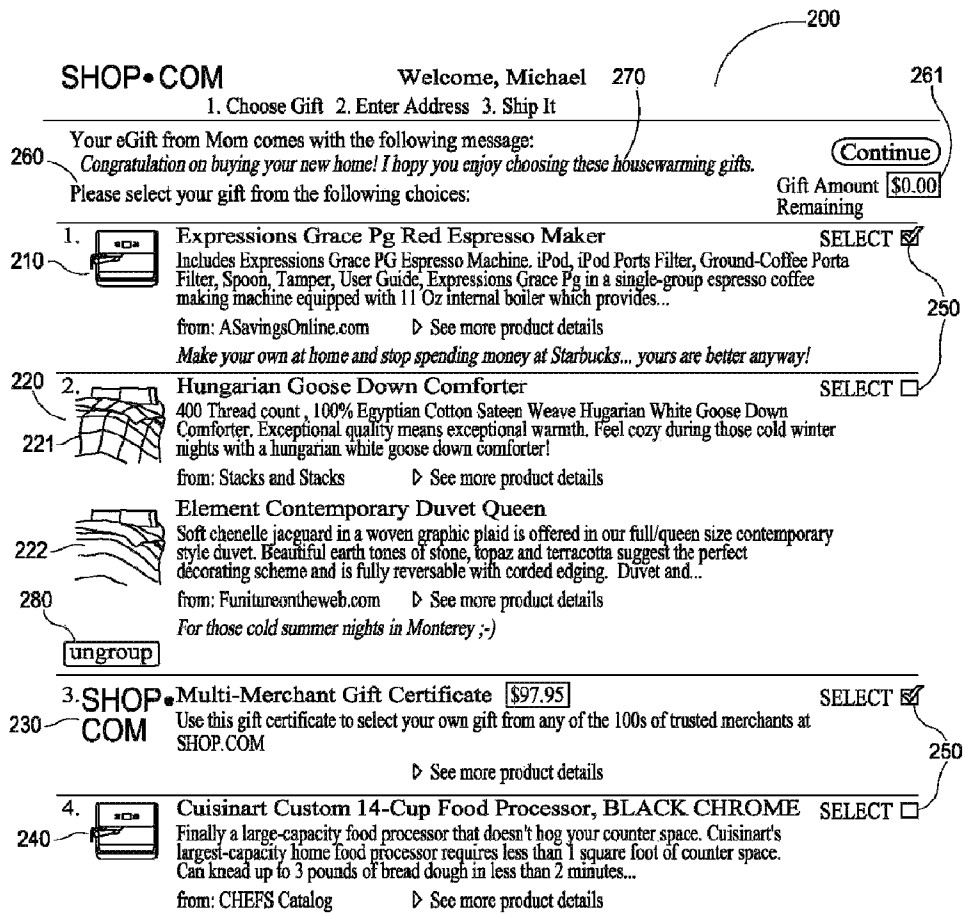 200
SHOP•COM Welcome, Michael 270 261
1. Choose Gift 2. Enter Address 3. Ship It
Your eGift from Mom comes with the following message:
260 Congratulation on buying your new home! I hopy you enjoy choosing these housewarming gifts. Continue
Please select your gift from the following choices: Gift Amount $0.00
Remaining
1. Expressions Grace Pg Red Espresso Maker SELECT
210 Includes Expressions Grace PG Espresso Machine. iPod, iPod Ports Filter, Ground-Coffee Porta
Filter, Spoon, Tamper, User Guide, Expressions Grace Pg in a single-group espresso coffee
making machine equipped with 11 Oz internal boiler which provides...
250
from: ASavingsOnline.com See more product details
Make your own at home and stop spending money at Starbucks... yours are better anyway!
220 2. Hungarian Goose Down Comforter SELECT
400 Thread count , 100% Egyptian Cotton Sateen Weave Hugarian White Goose Down
221 Comforter. Exceptional quality means exceptional warmth. Feel cozy during those cold winter
nights with a hungarian white goose down comforter!
from: Stacks and Stacks See more product details
Element Contemporary Duvet Queen
222 Soft chenelle jacguard in a woven graphic plaid is offered in our full/queen size contemporary
style duvet. Beautiful earth tones of stone, topaz and terracotta suggest the perfect
decorating scheme and is fully reversable with corded edging. Duvet and...
280 from: Funitureontheweb.com See more product details
For those cold summer nights in Monterey ;-)
ungroup
3. SHOP• Multi-Merchant Gift Certificate $97.95 SELECT
230 COM Use this gift certificate to select your own gift from any of the 100s of trusted merchants at
SHOP.COM
250
See more product details
4. Cuisinart Custom 14-Cup Food Processor, BLACK CHROME SELECT
240 Finally a large-capacity food processor that doesn't hog your counter space. Cuisinart's
largest-capacity home food processor requires less than 1 square foot of counter space.
Can knead up to 3 pounds of bread dough in less than 2 minutes...
from: CHEFS Catalog See more product details